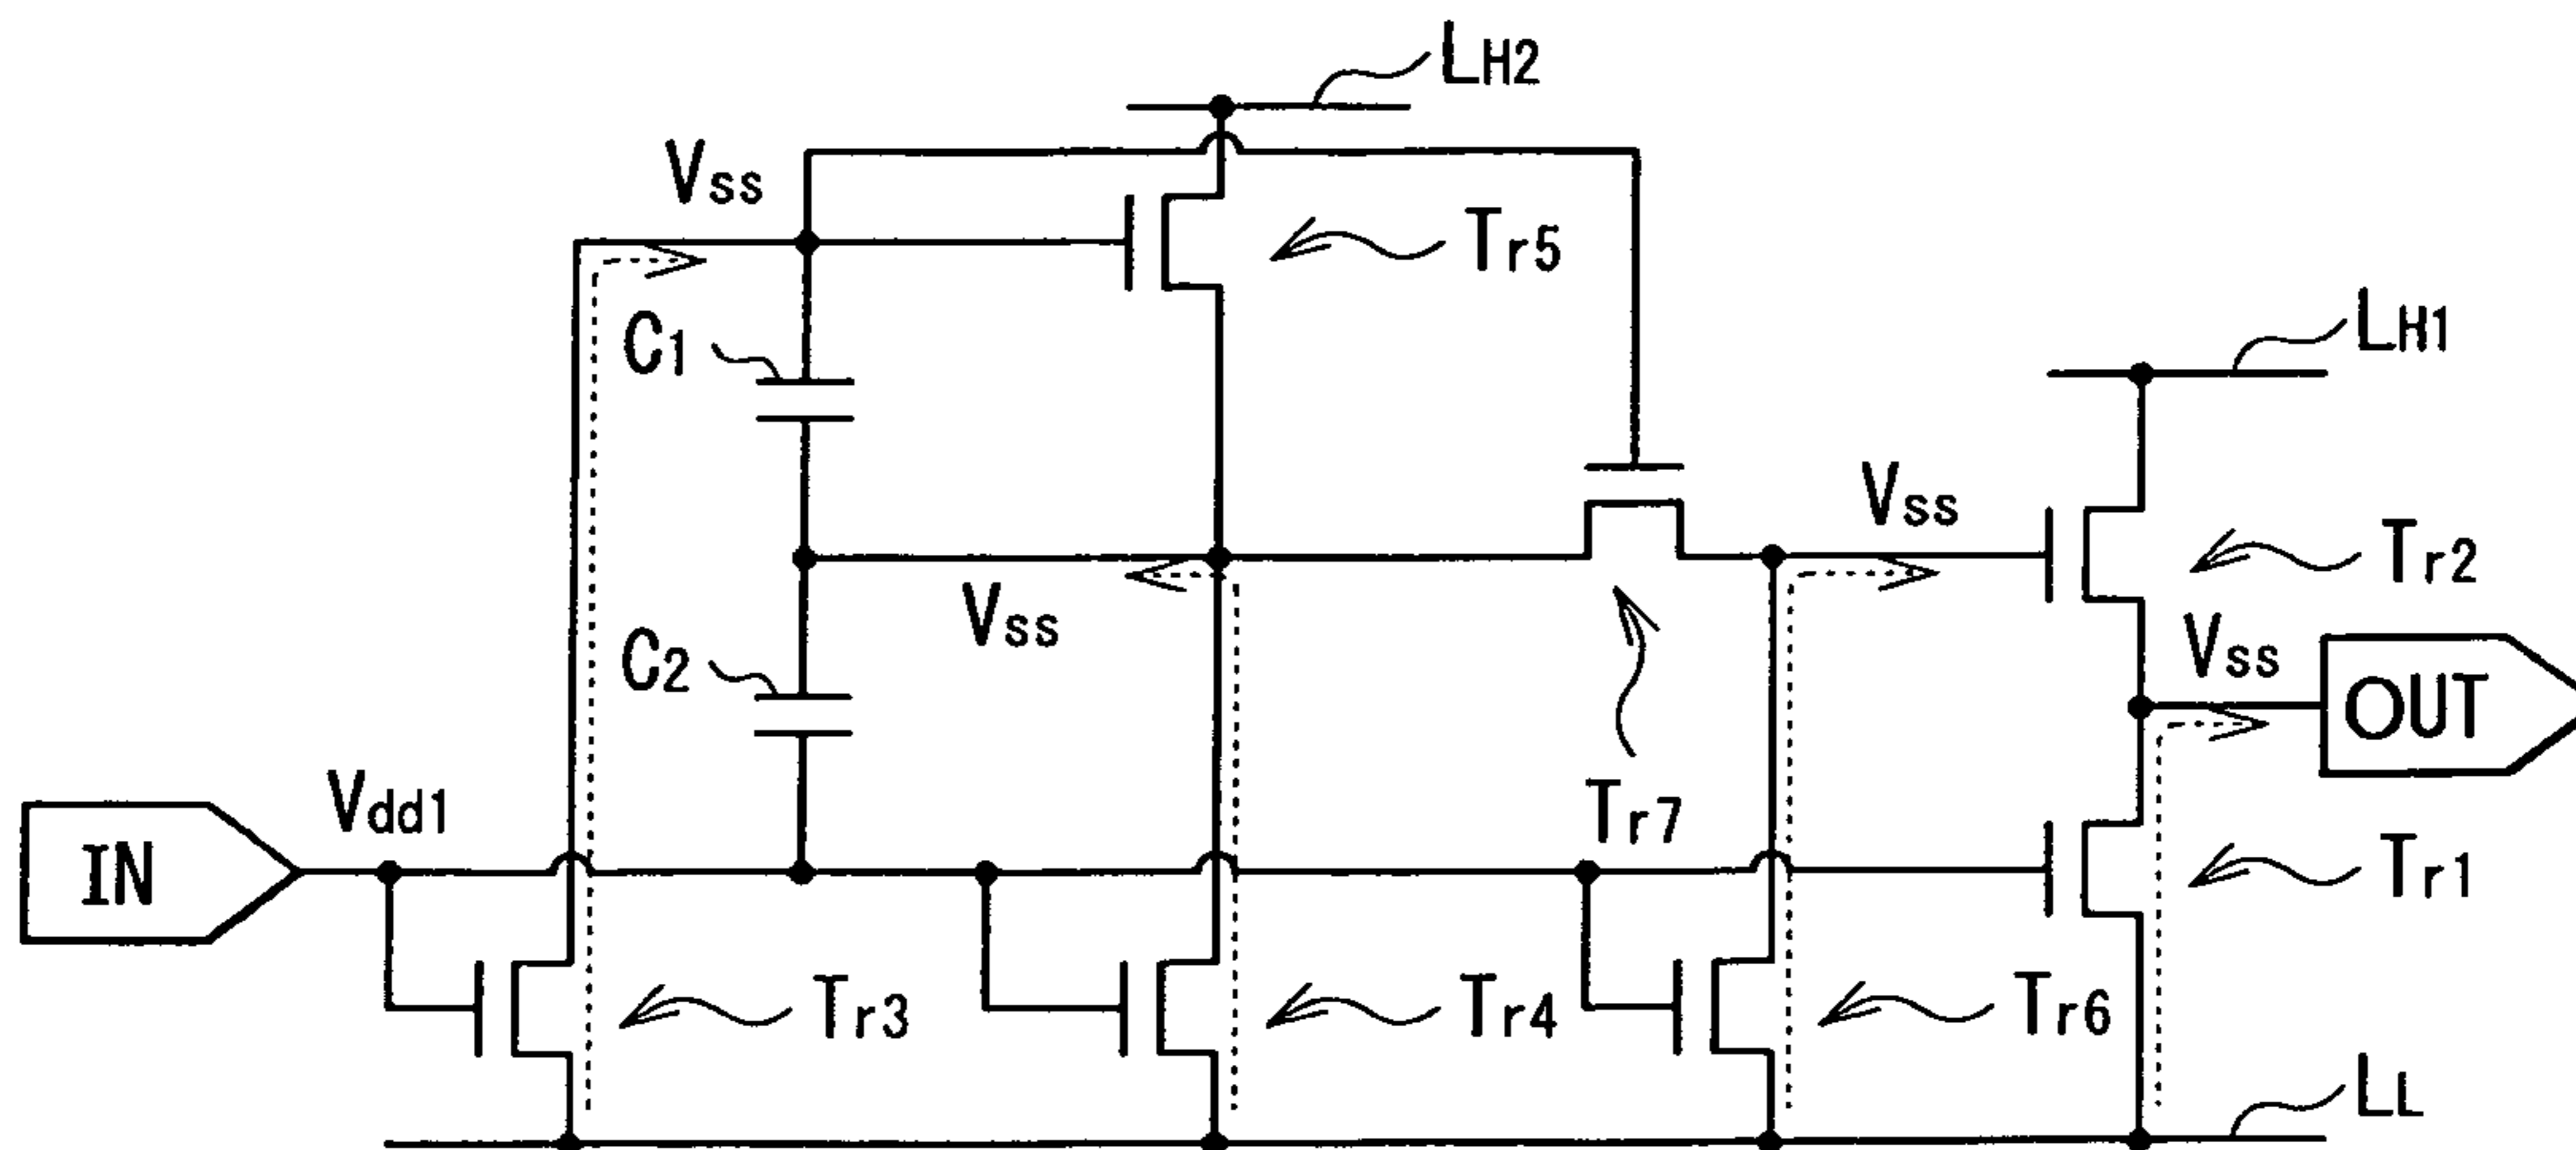 LH2
Vss
Tr5
C1
LH1
Vss
Tr2
Vss
C2
Vss
OUT
Vdd1
Tr7
IN
Tr1
Tr3
Tr4
Tr6
LL